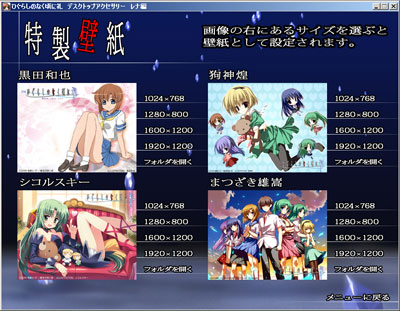 ひぐらしのなく頃に礼 デスクトップアクセサリー レナ編
特製壁紙
画像の右にあるサイズを選ぶと
壁紙として設定されます。
黒田和也
1024×768
1280×800
1600×1200
1920×1200
フォルダを開く
狗神煌
1024×768
1280×800
1600×1200
1920×1200
フォルダを開く
シコルスキー
1024×768
1280×800
1600×1200
1920×1200
フォルダを開く
まつざき雄嵩
1024×768
1280×800
1600×1200
1920×1200
フォルダを開く
メニューに戻る